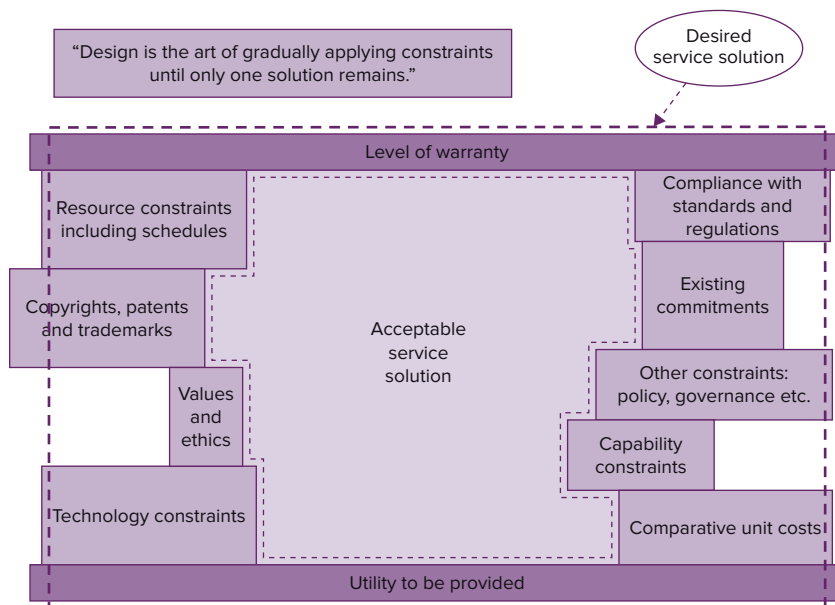 “Design is the art of gradually applying constraints
until only one solution remains.”
Desired
service solution
Level of warranty
Resource constraints
including schedules
Compliance with
standards and
regulations
Copyrights, patents
and trademarks
Existing
commitments
Acceptable
service
solution
Values
and
ethics
Other constraints:
policy, governance etc.
Capability
constraints
Technology constraints
Comparative unit costs
Utility to be provided